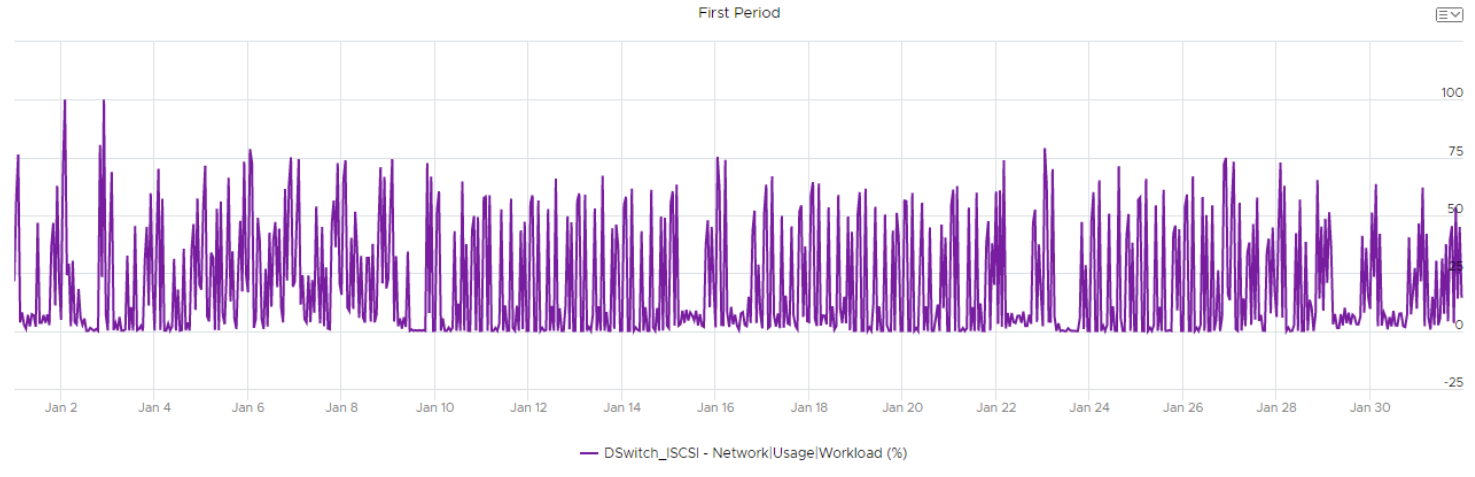 First Period
100
75
50
25
0
-25
Jan 2 Jan 4 Jan 6 Jan 8 Jan 10 Jan 12 Jan 14 Jan 16 Jan 18 Jan 20 Jan 22 Jan 24 Jan 26 Jan 28 Jan 30
DSwitch_ISCSI - Network|Usage|Workload (%)